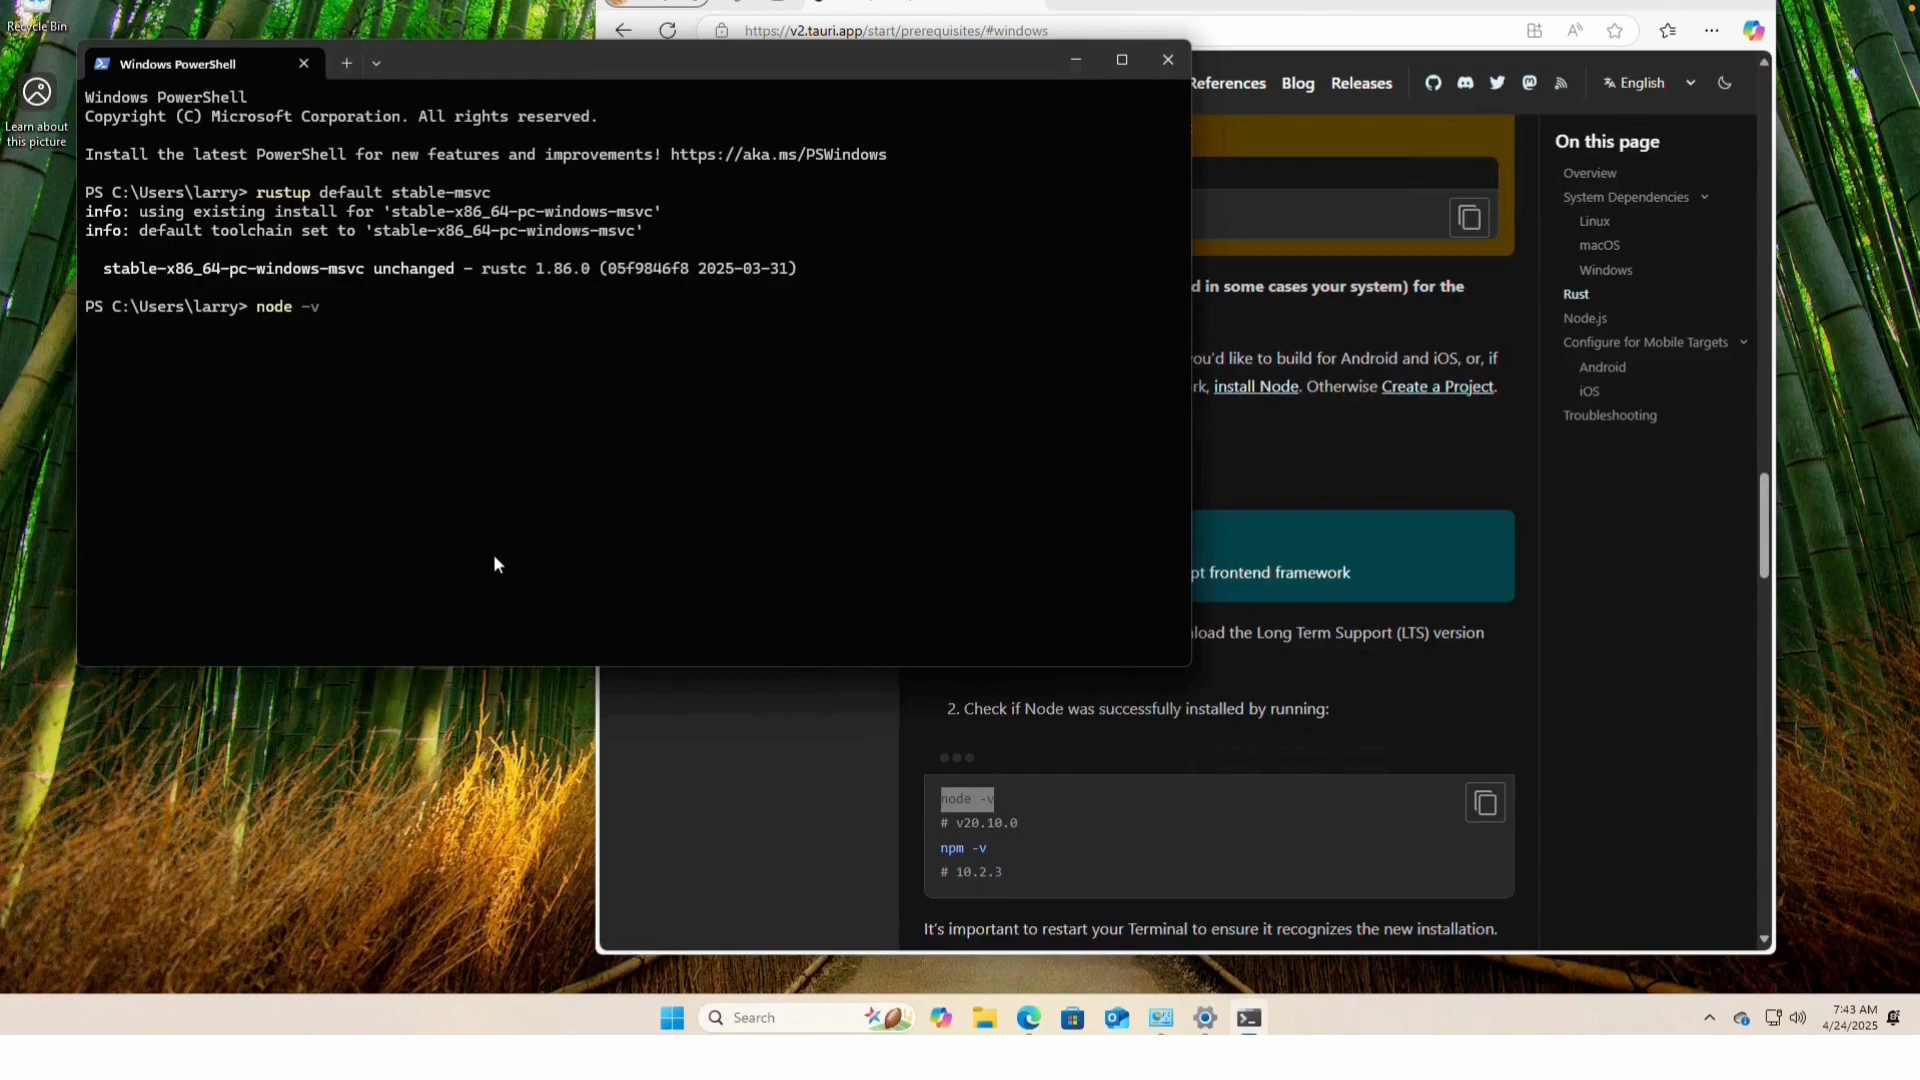 Recycle Bin
Learn about
this picture
https://v2.tauri.app/start/prerequisites/#windows
Windows PowerShell
Windows PowerShell
Copyright (C) Microsoft Corporation. All rights reserved.
Install the latest PowerShell for new features and improvements! https://aka.ms/PSWindows
PS C:\Users\larry> rustup default stable-msvc
info: using existing install for 'stable-x86_64-pc-windows-msvc'
info: default toolchain set to 'stable-x86_64-pc-windows-msvc'
stable-x86_64-pc-windows-msvc unchanged - rustc 1.86.0 (05f9846f8 2025-03-31)
PS C:\Users\larry> node -v
References Blog Releases English
d in some cases your system) for the
you'd like to build for Android and iOS, or, if
rk, install Node. Otherwise Create a Project.
pt frontend framework
nload the Long Term Support (LTS) version
2. Check if Node was successfully installed by running:
node -v
# v20.10.0
npm -v
# 10.2.3
It's important to restart your Terminal to ensure it recognizes the new installation.
On this page
Overview
System Dependencies
Linux
macOS
Windows
Rust
Node.js
Configure for Mobile Targets
Android
iOS
Troubleshooting
Search
7:43 AM
4/24/2025